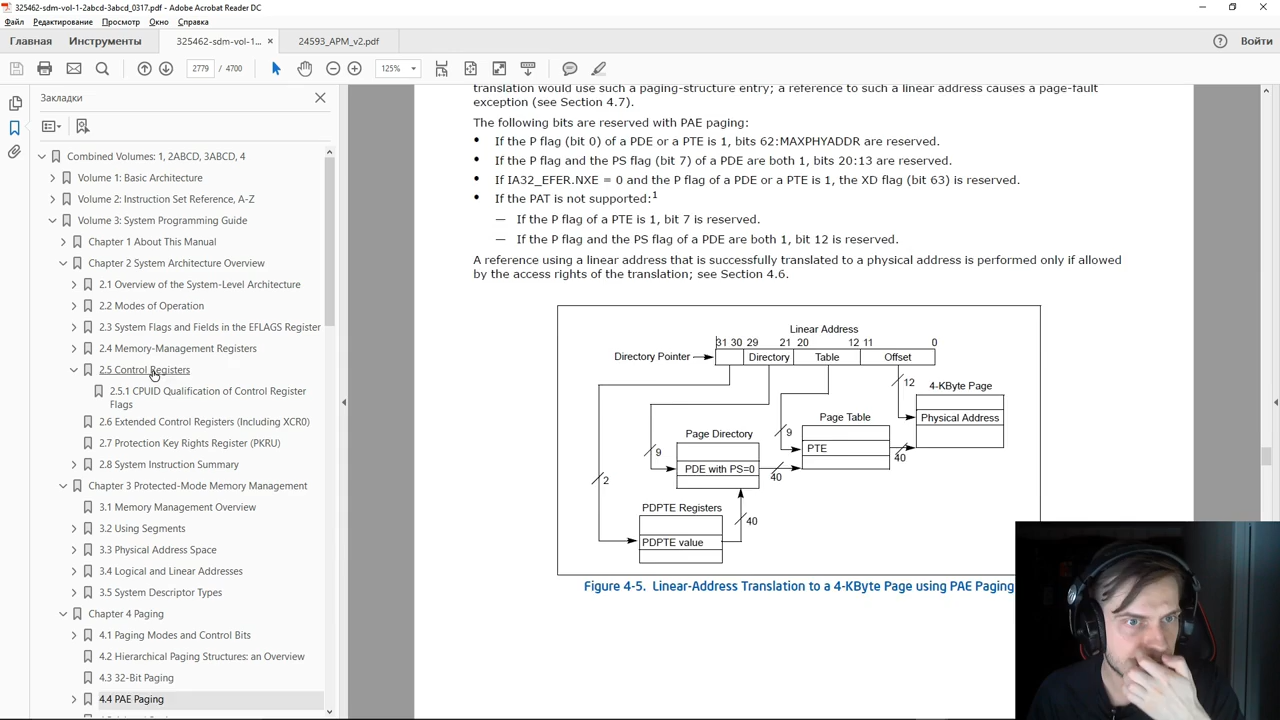 325462-sdm-vol-1-2abcd-3abcd_0317.pdf - Adobe Acrobat Reader DC
Файл Редактирование Просмотр Окно Справка
Главная Инструменты 325462-sdm-vol-1... × 24593_APM_v2.pdf Войти
2779 / 4700 125%
Закладки
Combined Volumes: 1, 2ABCD, 3ABCD, 4
Volume 1: Basic Architecture
Volume 2: Instruction Set Reference, A-Z
Volume 3: System Programming Guide
Chapter 1 About This Manual
Chapter 2 System Architecture Overview
2.1 Overview of the System-Level Architecture
2.2 Modes of Operation
2.3 System Flags and Fields in the EFLAGS Register
2.4 Memory-Management Registers
2.5 Control Registers
2.5.1 CPUID Qualification of Control Register
Flags
2.6 Extended Control Registers (Including XCR0)
2.7 Protection Key Rights Register (PKRU)
2.8 System Instruction Summary
Chapter 3 Protected-Mode Memory Management
3.1 Memory Management Overview
3.2 Using Segments
3.3 Physical Address Space
3.4 Logical and Linear Addresses
3.5 System Descriptor Types
Chapter 4 Paging
4.1 Paging Modes and Control Bits
4.2 Hierarchical Paging Structures: an Overview
4.3 32-Bit Paging
4.4 PAE Paging
translation would use such a paging-structure entry; a reference to such a linear address causes a page-fault
exception (see Section 4.7).
The following bits are reserved with PAE paging:
• If the P flag (bit 0) of a PDE or a PTE is 1, bits 62:MAXPHYADDR are reserved.
• If the P flag and the PS flag (bit 7) of a PDE are both 1, bits 20:13 are reserved.
• If IA32_EFER.NXE = 0 and the P flag of a PDE or a PTE is 1, the XD flag (bit 63) is reserved.
• If the PAT is not supported:1
— If the P flag of a PTE is 1, bit 7 is reserved.
— If the P flag and the PS flag of a PDE are both 1, bit 12 is reserved.
A reference using a linear address that is successfully translated to a physical address is performed only if allowed
by the access rights of the translation; see Section 4.6.
Linear Address
31 30 29 21 20 12 11 0
Directory Pointer Directory Table Offset
12 4-KByte Page
Page Table Physical Address
9
Page Directory PTE
9 40
PDE with PS=0
40
2
PDPTE Registers
40
PDPTE value
Figure 4-5. Linear-Address Translation to a 4-KByte Page using PAE Paging